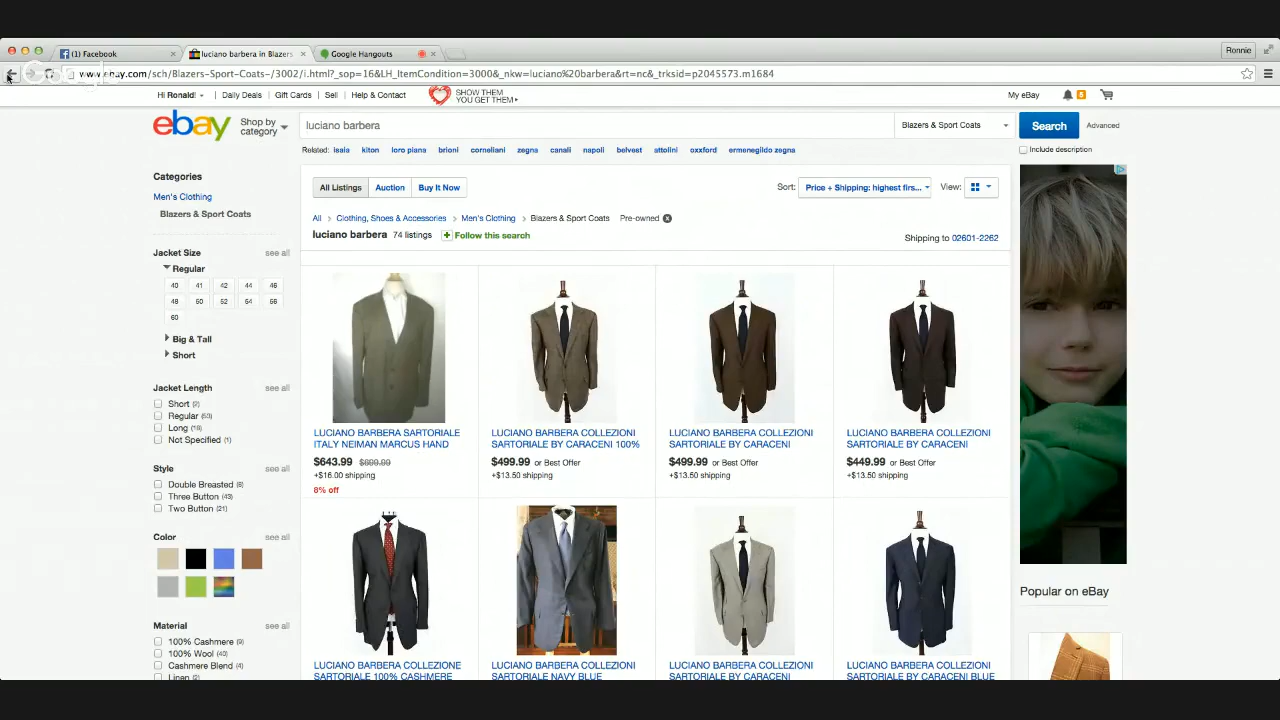 (1) Facebook
luciano barbera in Blazers
Google Hangouts
Ronnie
www.ebay.com/sch/Blazers-Sport-Coats-/3002/i.html?_sop=16&LH_ItemCondition=3000&_nkw=luciano%20barbera&rt=nc&_trksid=p2045573.m1684
Hi Ronald!
Daily Deals
Gift Cards
Sell
Help & Contact
SHOW THEM
YOU GET THEM
My eBay
6
ebay
Shop by
category
luciano barbera
Blazers & Sport Coats
Search
Advanced
Related: isaia kiton loro piana brioni corneliani zegna canali napoli belvest attolini oxxford ermenegildo zegna
Include description
Categories
Men's Clothing
Blazers & Sport Coats
Jacket Size see all
Regular
40 41 42 44 46
48 50 52 54 56
60
Big & Tall
Short
Jacket Length see all
Short (2)
Regular (53)
Long (18)
Not Specified (1)
Style see all
Double Breasted (8)
Three Button (43)
Two Button (21)
Color see all
Material see all
100% Cashmere (9)
100% Wool (40)
Cashmere Blend (4)
Linen (2)
All Listings
Auction
Buy It Now
Sort: Price + Shipping: highest firs...
View:
All > Clothing, Shoes & Accessories > Men's Clothing > Blazers & Sport Coats Pre-owned
luciano barbera 74 listings Follow this search
Shipping to 02601-2262
LUCIANO BARBERA SARTORIALE
ITALY NEIMAN MARCUS HAND
$643.99 $699.99
+$16.00 shipping
8% off
LUCIANO BARBERA COLLEZIONI
SARTORIALE BY CARACENI 100%
$499.99 or Best Offer
+$13.50 shipping
LUCIANO BARBERA COLLEZIONI
SARTORIALE BY CARACENI
$499.99 or Best Offer
+$13.50 shipping
LUCIANO BARBERA COLLEZIONI
SARTORIALE BY CARACENI
$449.99 or Best Offer
+$13.50 shipping
LUCIANO BARBERA COLLEZIONE
SARTORIALE 100% CASHMERE
LUCIANO BARBERA COLLEZIONI
SARTORIALE NAVY BLUE
LUCIANO BARBERA COLLEZIONI
SARTORIALE BY CARACENI
LUCIANO BARBERA COLLEZIONI
SARTORIALE BY CARACENI BLUE
Popular on eBay